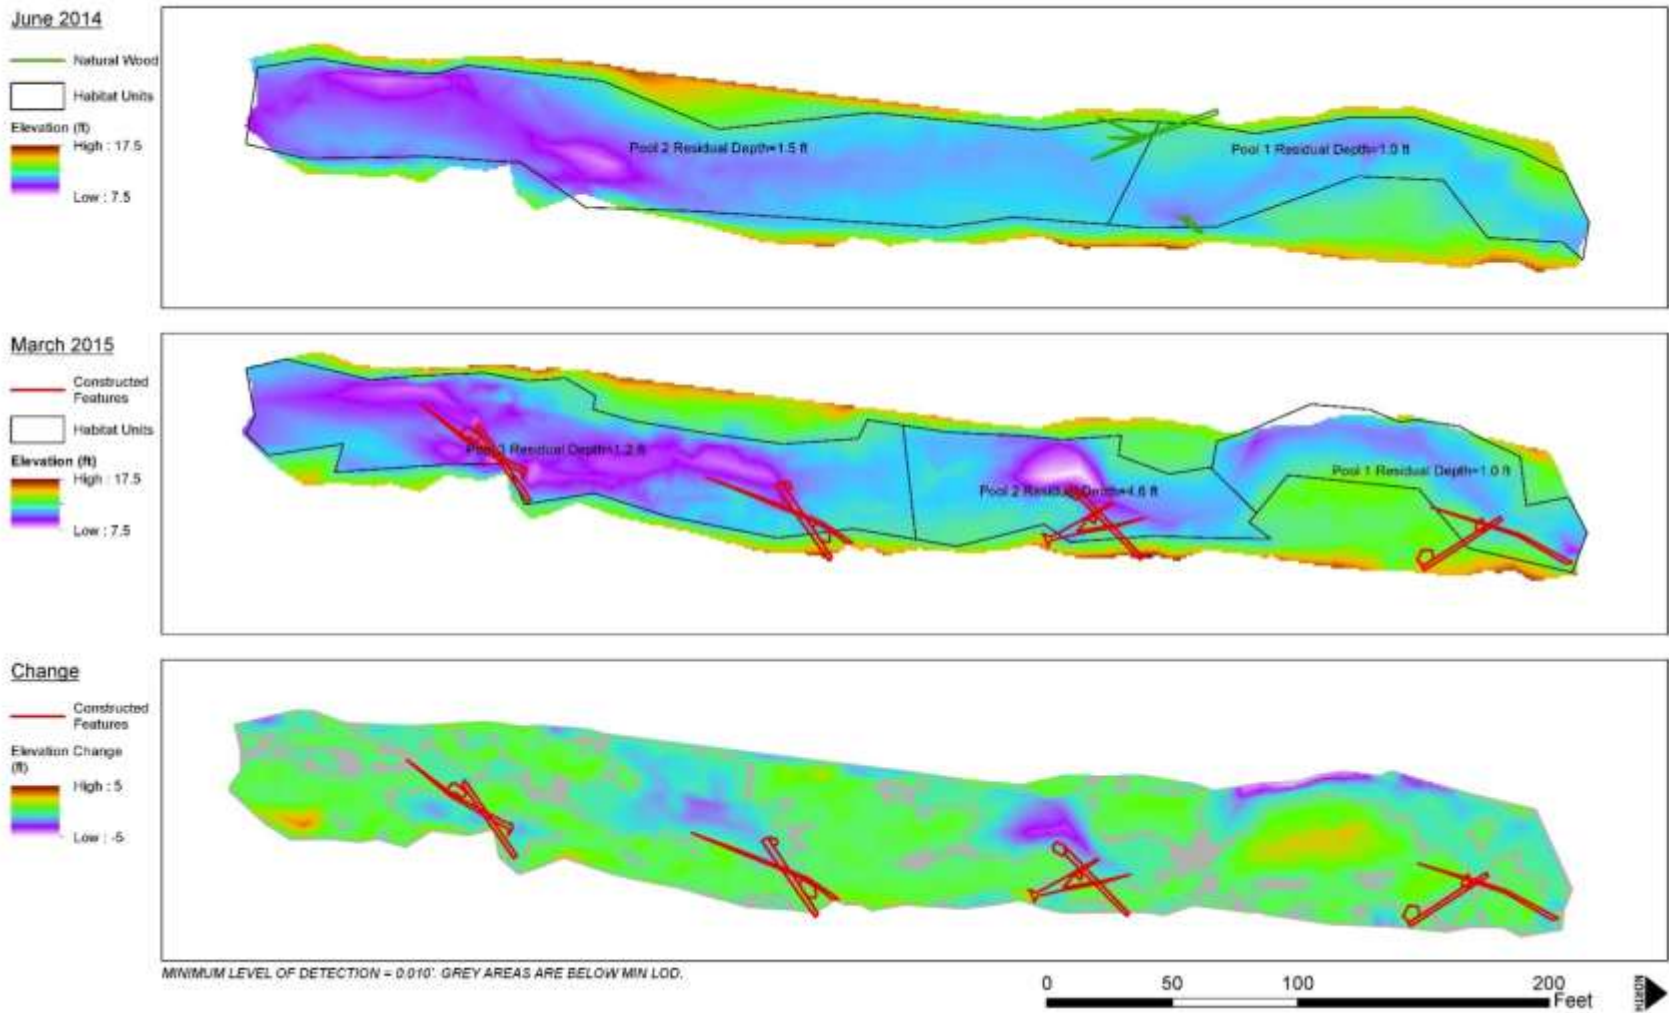 June 2014
Natural Wood
Habitat Units
Elevation (ft)
High : 17.5
Low : 7.5
Pool 2 Residual Depth=1.5 ft
Pool 1 Residual Depth=1.0 ft
March 2015
Constructed
Features
Habitat Units
Elevation (ft)
High : 17.5
Low : 7.5
Pool 3 Residual Depth=1.2 ft
Pool 2 Residual Depth=4.6 ft
Pool 1 Residual Depth=1.0 ft
Change
Constructed
Features
Elevation Change
(ft)
High : 5
Low : -5
MINIMUM LEVEL OF DETECTION = 0.010'. GREY AREAS ARE BELOW MIN LOD.
0 50 100 200
Feet
NORTH